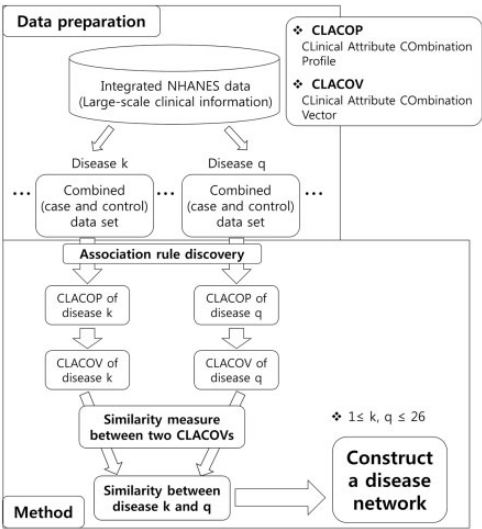 Data preparation
❖ CLACOP
CLinical Attribute COmbination
Profile
❖ CLACOV
CLinical Attribute COmbination
Vector
Integrated NHANES data
(Large-scale clinical information)
Disease k
Disease q
... Combined ... Combined ...
(case and control) (case and control)
data set data set
Association rule discovery
CLACOP of
disease k
CLACOP of
disease q
CLACOV of
disease k
CLACOV of
disease q
Similarity measure
between two CLACOVs
❖ 1≤ k, q ≤ 26
Similarity between
disease k and q
Construct
a disease
network
Method